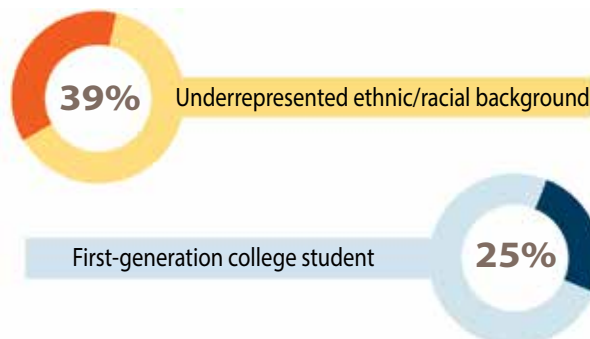 39%
Underrepresented ethnic/racial background
First-generation college student
25%